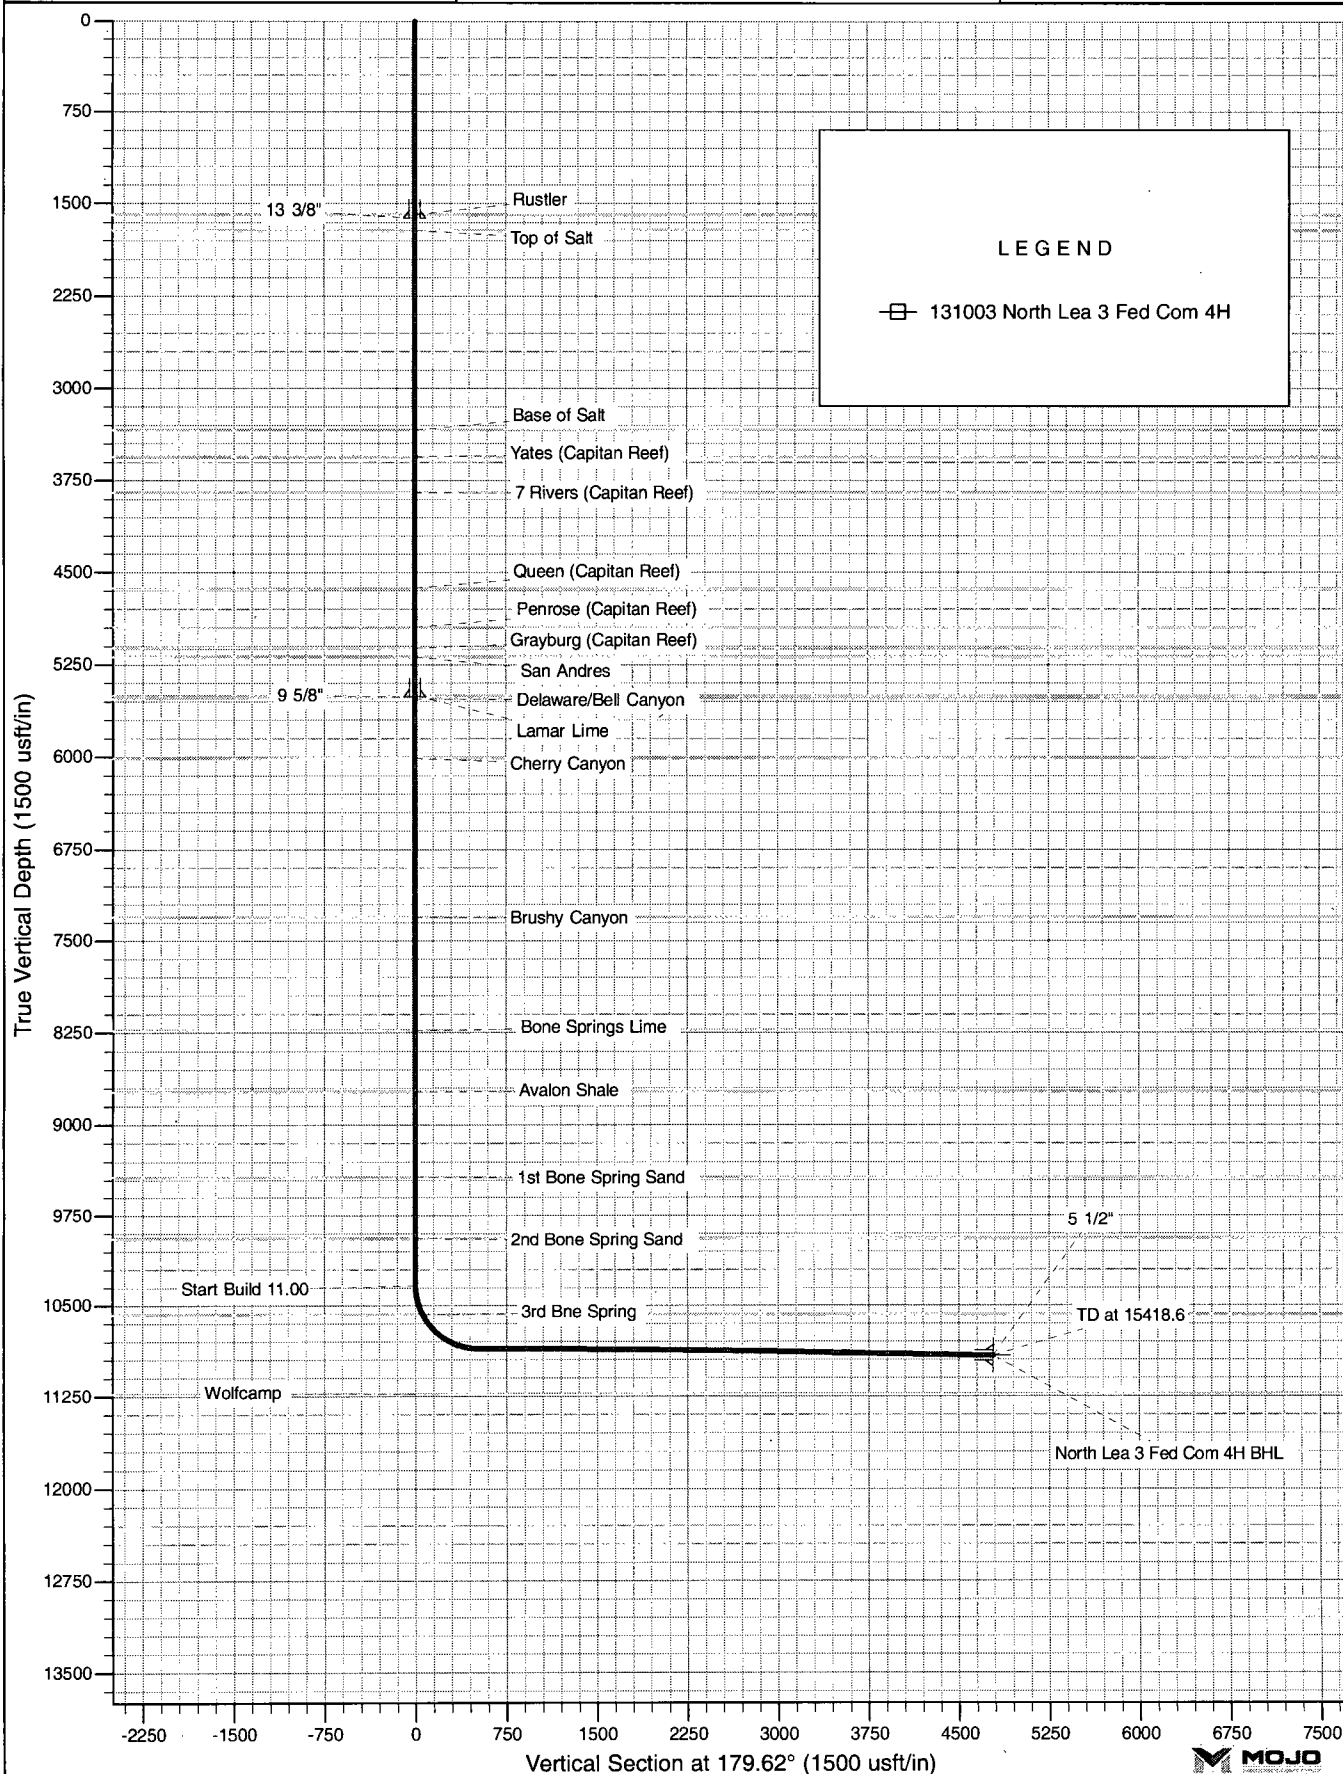 0
750
1500
2250
3000
3750
4500
5250
6000
6750
7500
8250
9000
9750
10500
11250
12000
12750
13500
True Vertical Depth (1500 usft/in)
13 3/8"
Rustler
Top of Salt
LEGEND
131003 North Lea 3 Fed Com 4H
Base of Salt
Yates (Capitan Reef)
7 Rivers (Capitan Reef)
Queen (Capitan Reef)
Penrose (Capitan Reef)
Grayburg (Capitan Reef)
San Andres
9 5/8"
Delaware/Bell Canyon
Lamar Lime
Cherry Canyon
Brushy Canyon
Bone Springs Lime
Avalon Shale
1st Bone Spring Sand
5 1/2"
2nd Bone Spring Sand
Start Build 11.00
3rd Bne Spring
TD at 15418.6
Wolfcamp
North Lea 3 Fed Com 4H BHL
-2250 -1500 -750 0 750 1500 2250 3000 3750 4500 5250 6000 6750 7500
Vertical Section at 179.62° (1500 usft/in)
MOJO